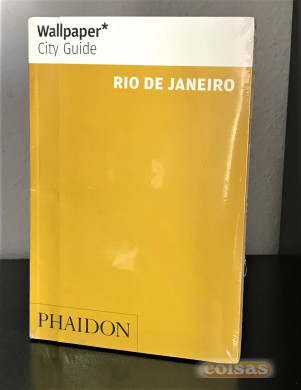 Wallpaper*
City Guide
RIO DE JANEIRO
PHAIDON
coisas